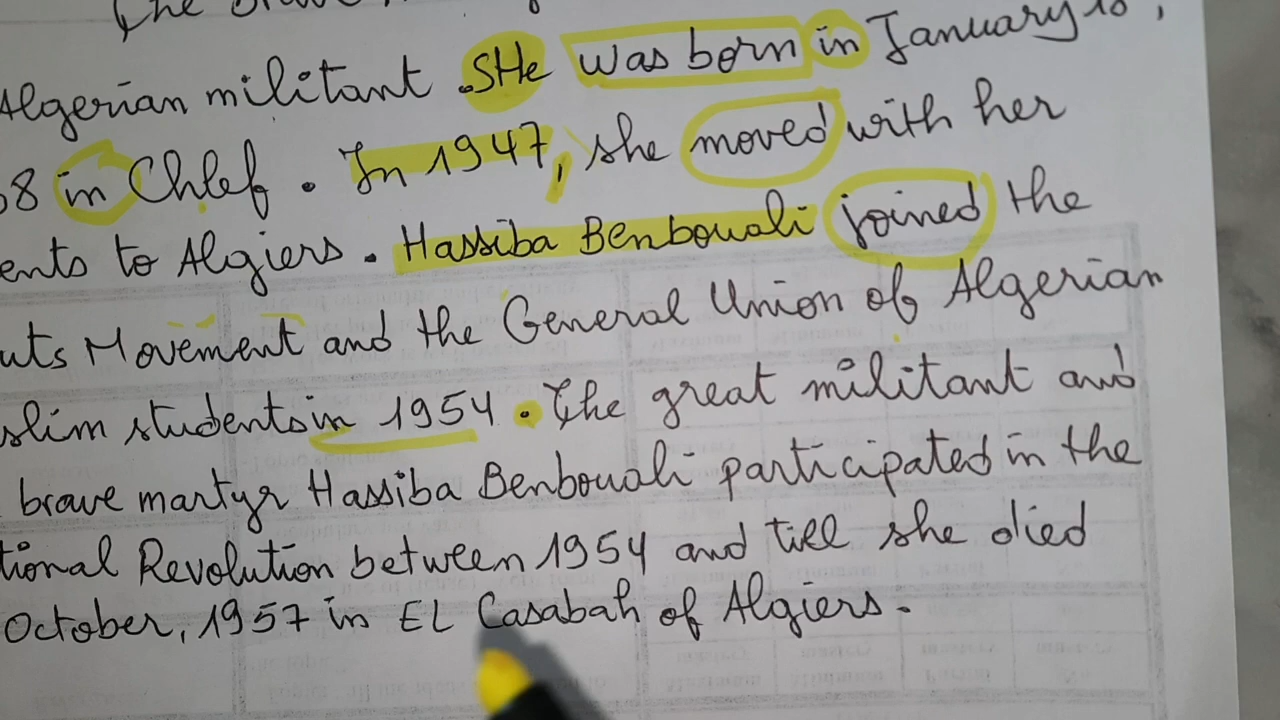 The brave
Algerian militant. SHe was born in January 18,
38 in Chlef. In 1947, she moved with her
ents to Algiers. Hassiba Benbouali joined the
uts Movement and the General Union of Algerian
slim students in 1954. The great militant and
brave martyr Hassiba Benbouali participated in the
tional Revolution between 1954 and till she died
October, 1957 in EL Casabah of Algiers.